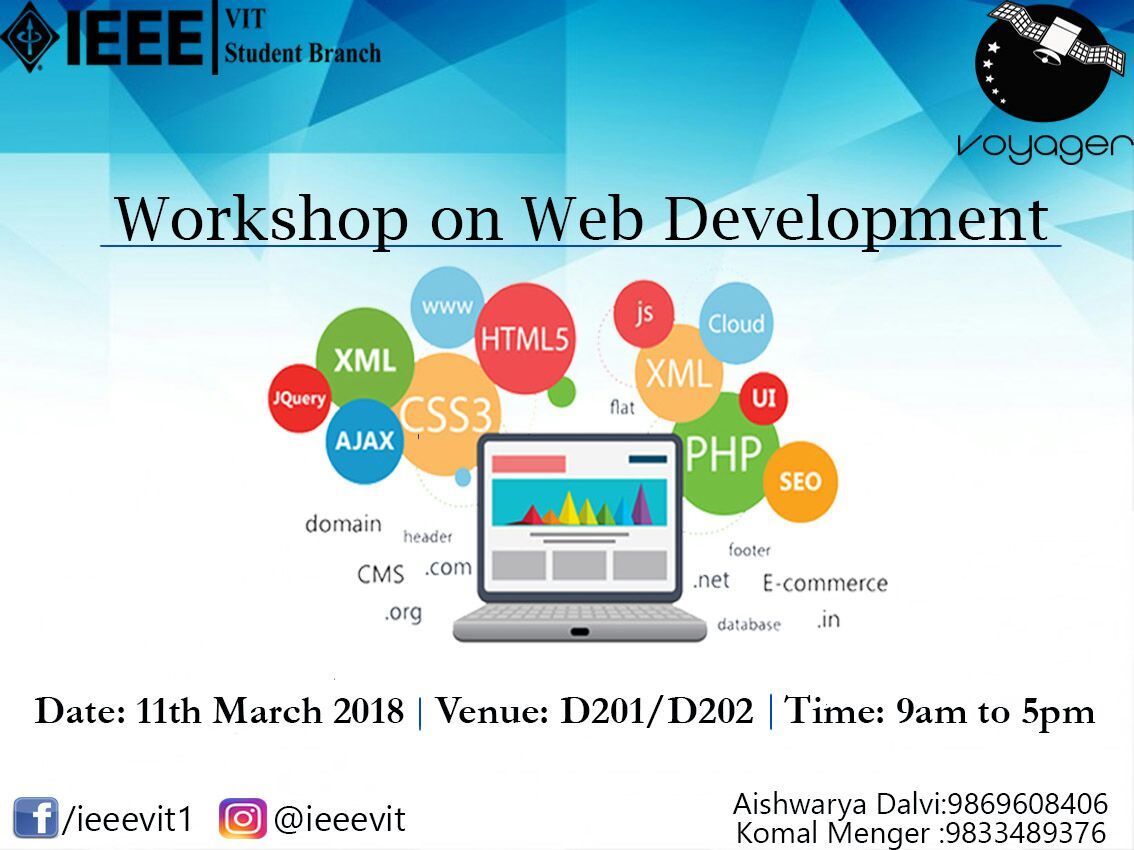 IEEE
VIT
Student Branch
voyager
Workshop on Web Development
www
HTML5
XML
JQuery
CSS3
AJAX
js
Cloud
XML
flat
UI
PHP
SEO
domain
header
CMS
.com
.org
footer
.net
E-commerce
database
.in
Date: 11th March 2018 | Venue: D201/D202 | Time: 9am to 5pm
/ieeevit1 @ieeevit
Aishwarya Dalvi:9869608406
Komal Menger :9833489376